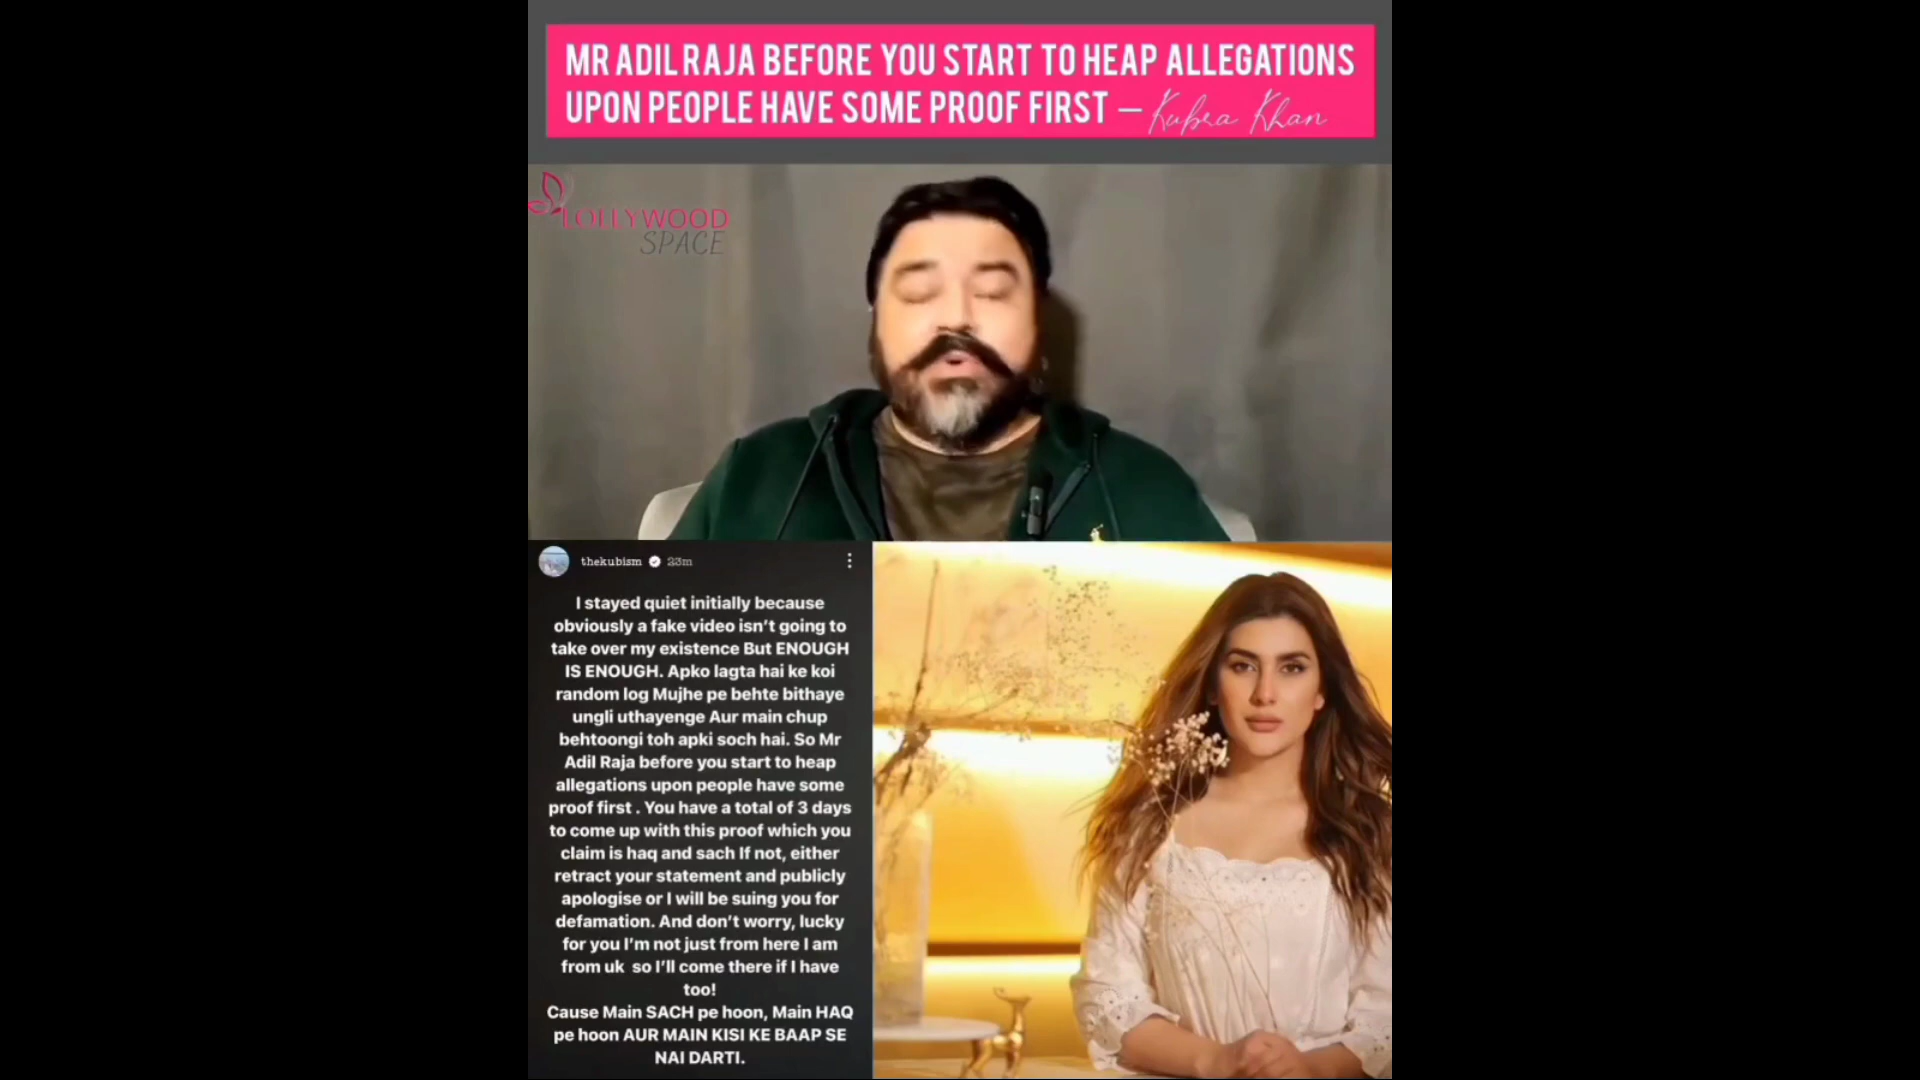 MR ADIL RAJA BEFORE YOU START TO HEAP ALLEGATIONS
UPON PEOPLE HAVE SOME PROOF FIRST – Kubra Khan
LOLLYWOOD
SPACE
thekubism 23m
I stayed quiet initially because
obviously a fake video isn't going to
take over my existence But ENOUGH
IS ENOUGH. Apko lagta hai ke koi
random log Mujhe pe behte bithaye
ungli uthayenge Aur main chup
behtoongi toh apki soch hai. So Mr
Adil Raja before you start to heap
allegations upon people have some
proof first . You have a total of 3 days
to come up with this proof which you
claim is haq and sach If not, either
retract your statement and publicly
apologise or I will be suing you for
defamation. And don't worry, lucky
for you I'm not just from here I am
from uk so I'll come there if I have
too!
Cause Main SACH pe hoon, Main HAQ
pe hoon AUR MAIN KISI KE BAAP SE
NAI DARTI.